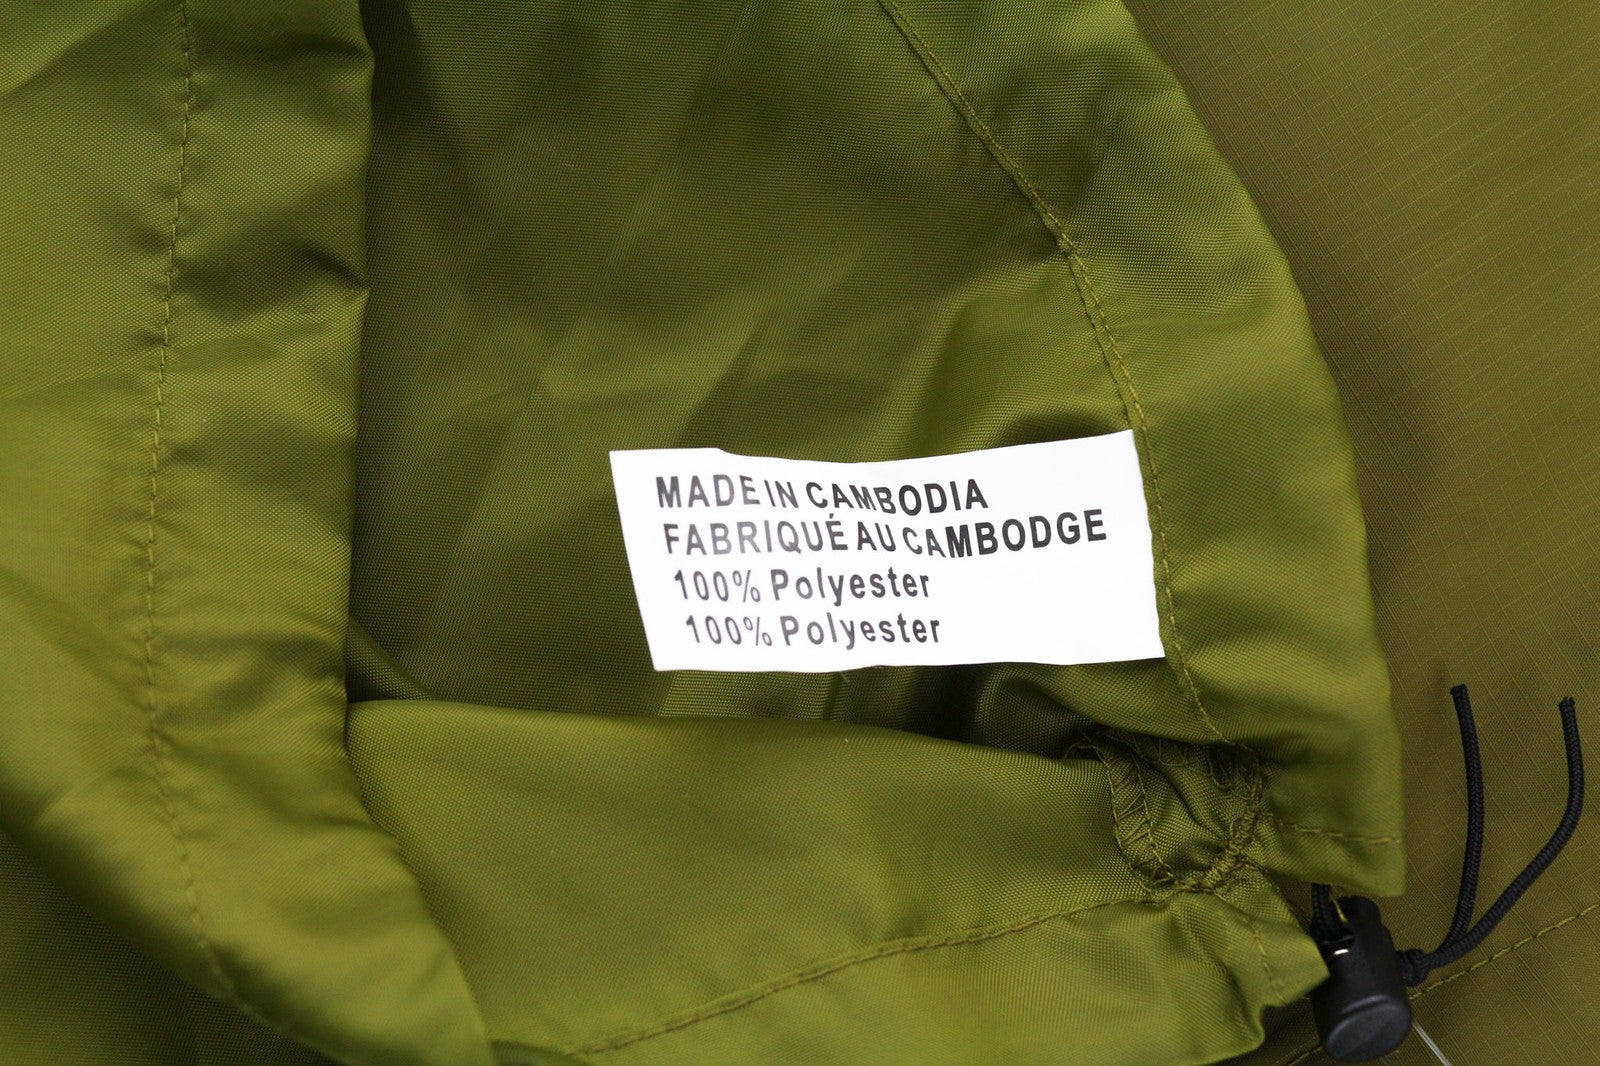 MADE IN CAMBODIA
FABRIQUÉ AU CAMBODGE
100% Polyester
100% Polyester